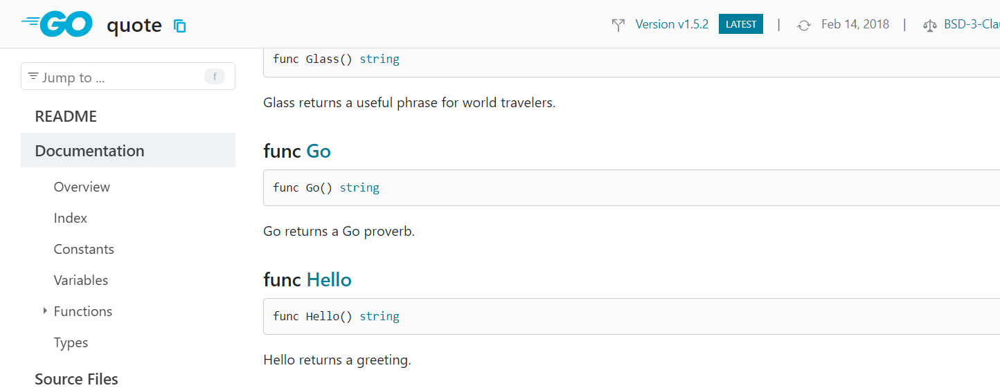 GO quote
Version v1.5.2 LATEST | Feb 14, 2018 | BSD-3-Clau
Jump to ... f
README
Documentation
Overview
Index
Constants
Variables
Functions
Types
Source Files
func Glass() string
Glass returns a useful phrase for world travelers.
func Go
func Go() string
Go returns a Go proverb.
func Hello
func Hello() string
Hello returns a greeting.